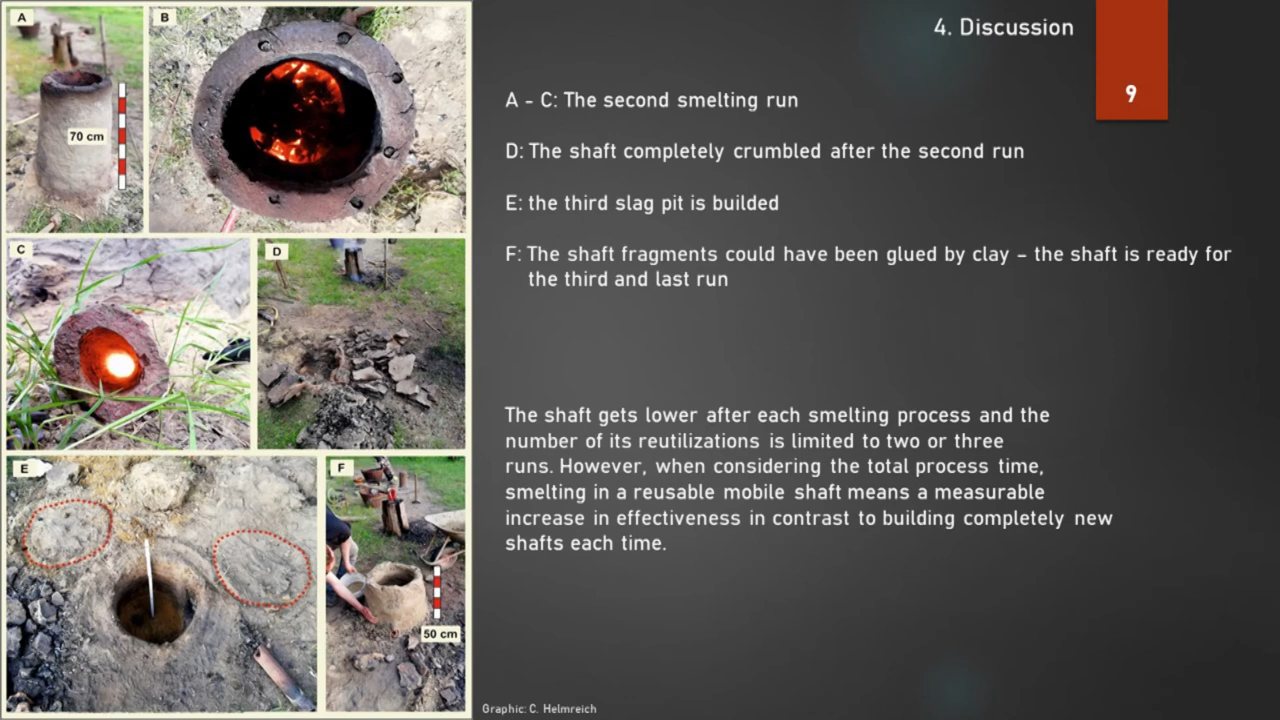 A
B
70 cm
C
D
E
F
50 cm
4. Discussion
9
A - C: The second smelting run
D: The shaft completely crumbled after the second run
E: the third slag pit is builded
F: The shaft fragments could have been glued by clay – the shaft is ready for
the third and last run
The shaft gets lower after each smelting process and the
number of its reutilizations is limited to two or three
runs. However, when considering the total process time,
smelting in a reusable mobile shaft means a measurable
increase in effectiveness in contrast to building completely new
shafts each time.
Graphic: C. Helmreich